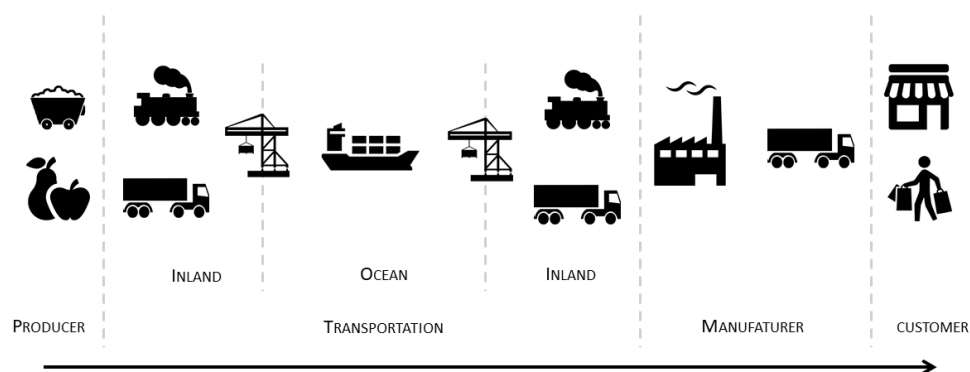 INLAND
OCEAN
INLAND
PRODUCER
TRANSPORTATION
MANUFATURER
CUSTOMER